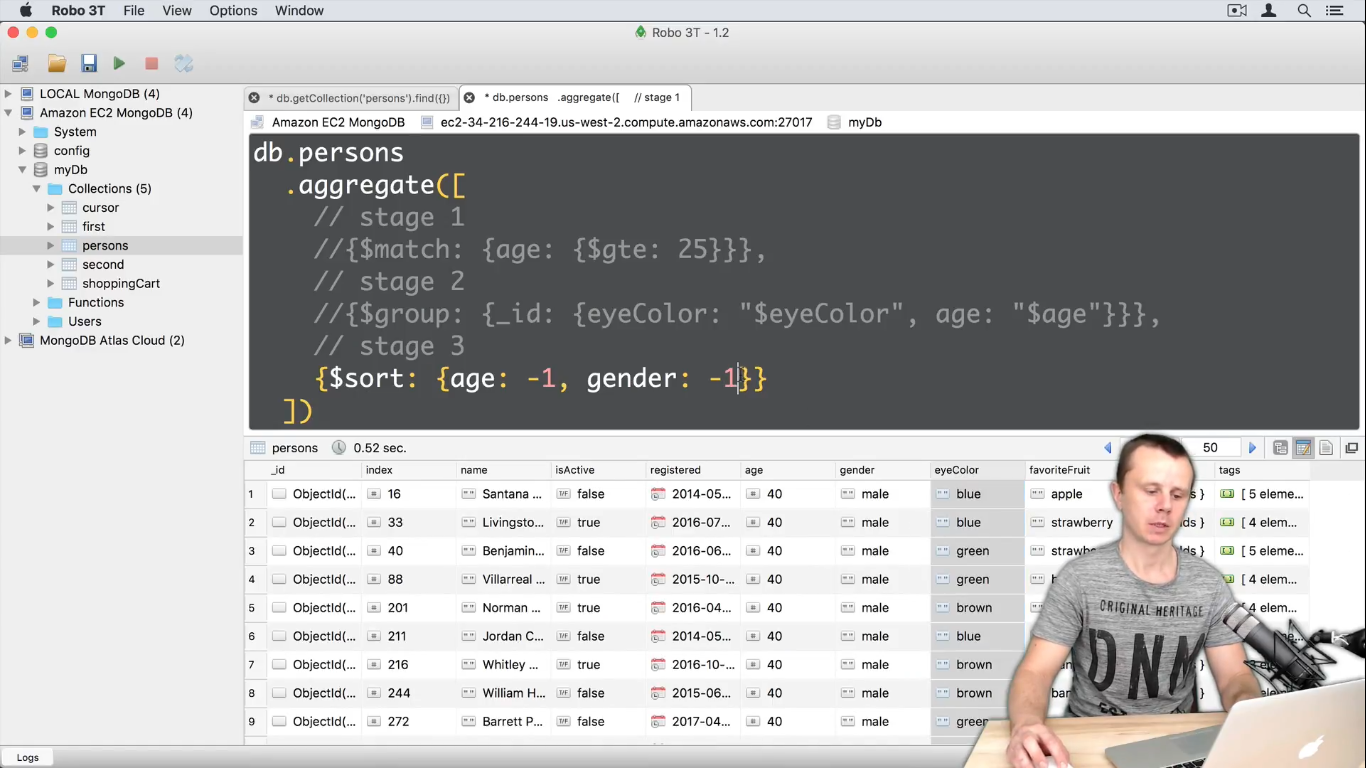 Robo 3T File View Options Window
Robo 3T - 1.2
LOCAL MongoDB (4)
Amazon EC2 MongoDB (4)
System
config
myDb
Collections (5)
cursor
first
persons
second
shoppingCart
Functions
Users
MongoDB Atlas Cloud (2)
* db.getCollection('persons').find({}) * db.persons .aggregate([ // stage 1
Amazon EC2 MongoDB ec2-34-216-244-19.us-west-2.compute.amazonaws.com:27017 myDb
db.persons
.aggregate([
// stage 1
//{$match: {age: {$gte: 25}}},
// stage 2
//{$group: {_id: {eyeColor: "$eyeColor", age: "$age"}}},
// stage 3
{$sort: {age: -1, gender: -1}}
])
persons 0.52 sec. 50
_id index name isActive registered age gender eyeColor favoriteFruit tags
1 ObjectId(... 16 Santana ... false 2014-05... 40 male blue apple s } [ 5 eleme...
2 ObjectId(... 33 Livingsto... true 2016-07... 40 male blue strawberry ds } [ 4 elem...
3 ObjectId(... 40 Benjamin... false 2016-06... 40 male green strawbe ds } [ 5 eleme...
4 ObjectId(... 88 Villarreal ... true 2015-10-... 40 male green ds } [ 4 elem...
5 ObjectId(... 201 Norman ... true 2016-04... 40 male brown [ 4 elem...
6 ObjectId(... 211 Jordan C... false 2014-05... 40 male blue [ 4 elem...
7 ObjectId(... 216 Whitley ... true 2016-10-... 40 male brown
8 ObjectId(... 244 William H... false 2015-06... 40 male brown
9 ObjectId(... 272 Barrett P... false 2017-04... 40 male green
ORIGINAL HERITAGE
DNM
Logs